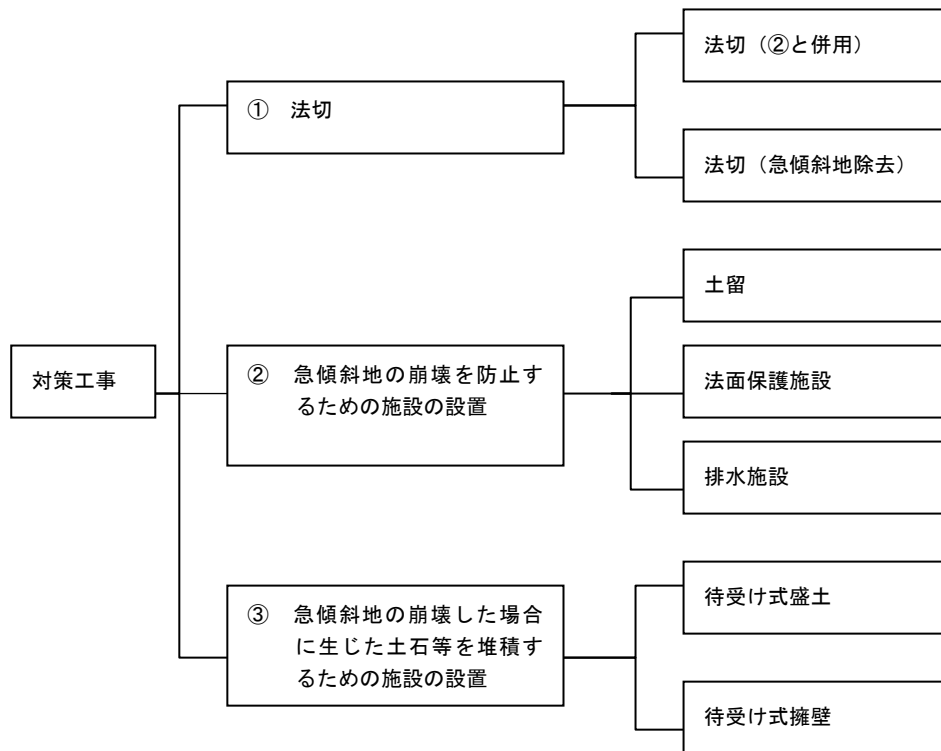 対策工事
① 法切
法切（②と併用）
法切（急傾斜地除去）
② 急傾斜地の崩壊を防止す
るための施設の設置
土留
法面保護施設
排水施設
③ 急傾斜地の崩壊した場合
に生じた土石等を堆積す
るための施設の設置
待受け式盛土
待受け式擁壁